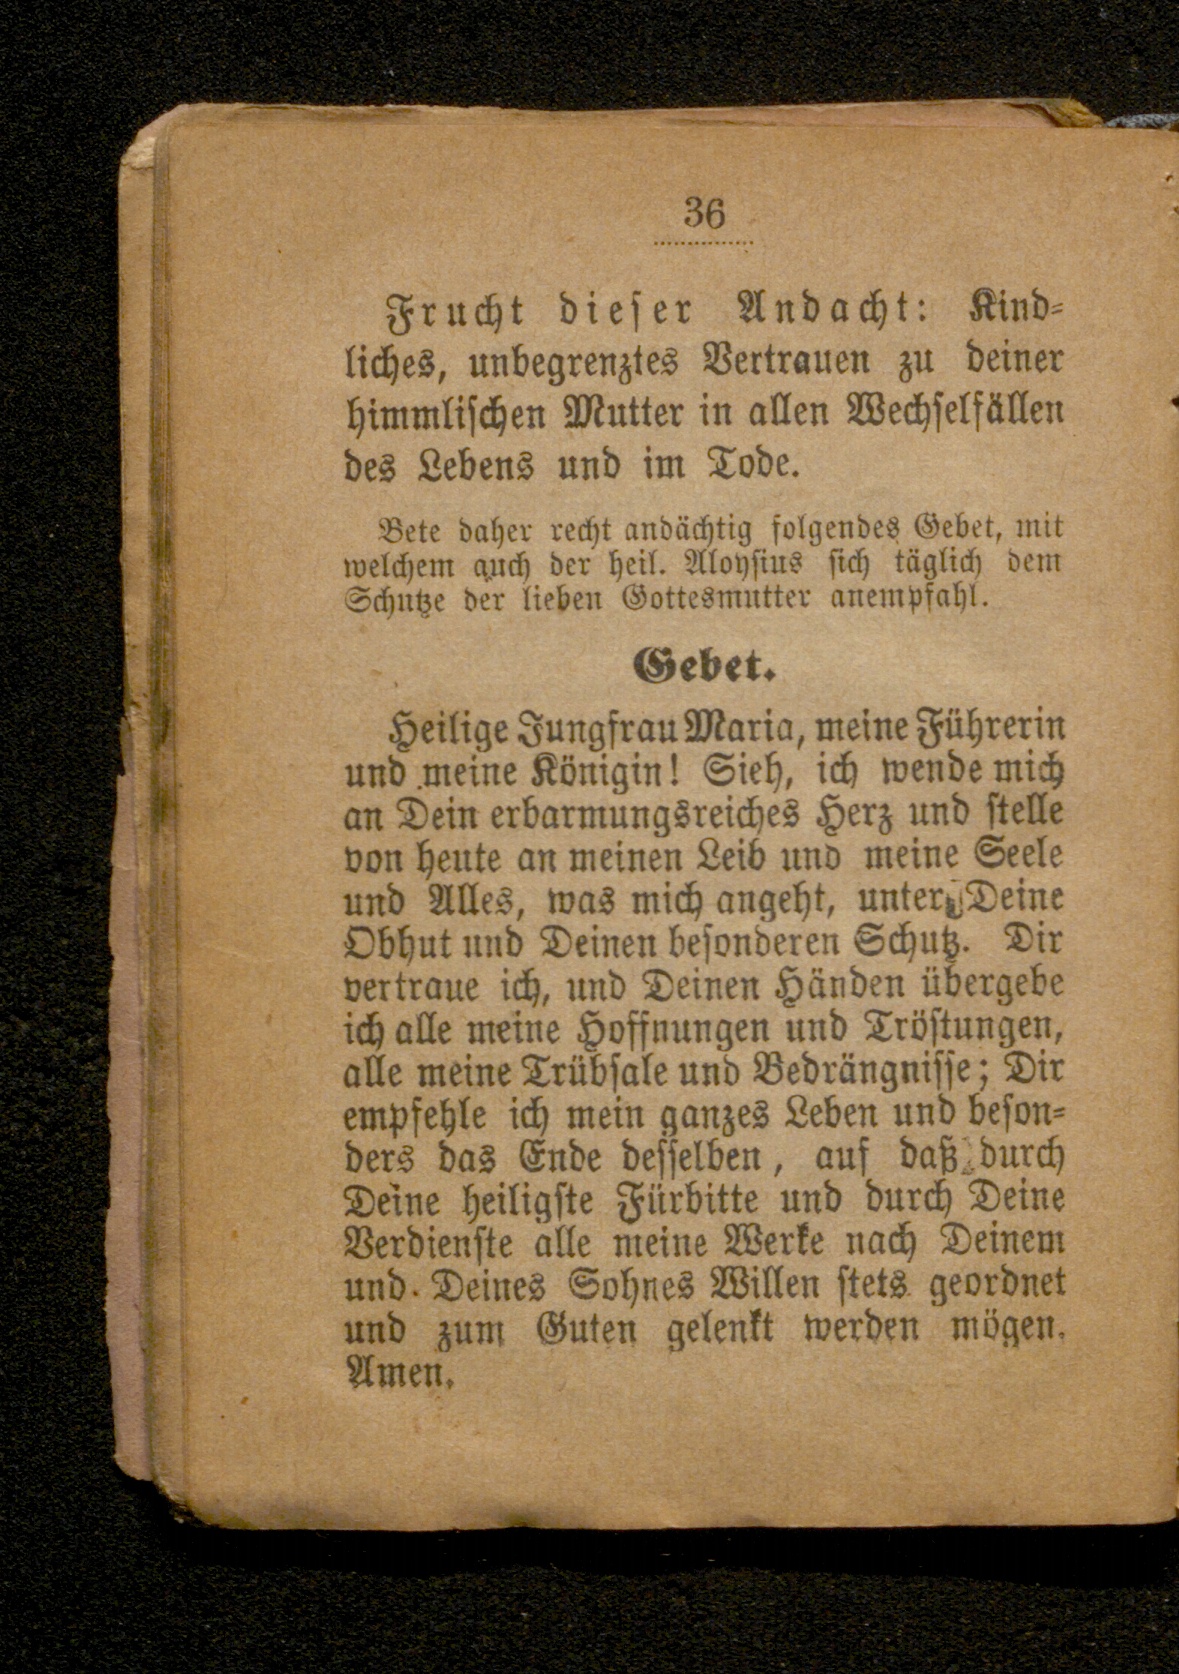 36
Frucht dieser Andacht: Kind-
liches, unbegrenztes Vertrauen zu deiner
himmlischen Mutter in allen Wechselfällen
des Lebens und im Tode.
Bete daher recht andächtig folgendes Gebet, mit
welchem auch der heil. Aloysius sich täglich dem
Schutze der lieben Gottesmutter anempfahl.
Gebet.
Heilige Jungfrau Maria, meine Führerin
und meine Königin! Sieh, ich wende mich
an Dein erbarmungsreiches Herz und stelle
von heute an meinen Leib und meine Seele
und Alles, was mich angeht, unter Deine
Obhut und Deinen besonderen Schutz. Dir
vertraue ich, und Deinen Händen übergebe
ich alle meine Hoffnungen und Tröstungen,
alle meine Trübsale und Bedrängnisse; Dir
empfehle ich mein ganzes Leben und beson-
ders das Ende desselben, auf daß durch
Deine heiligste Fürbitte und durch Deine
Verdienste alle meine Werke nach Deinem
und Deines Sohnes Willen stets geordnet
und zum Guten gelenkt werden mögen.
Amen.